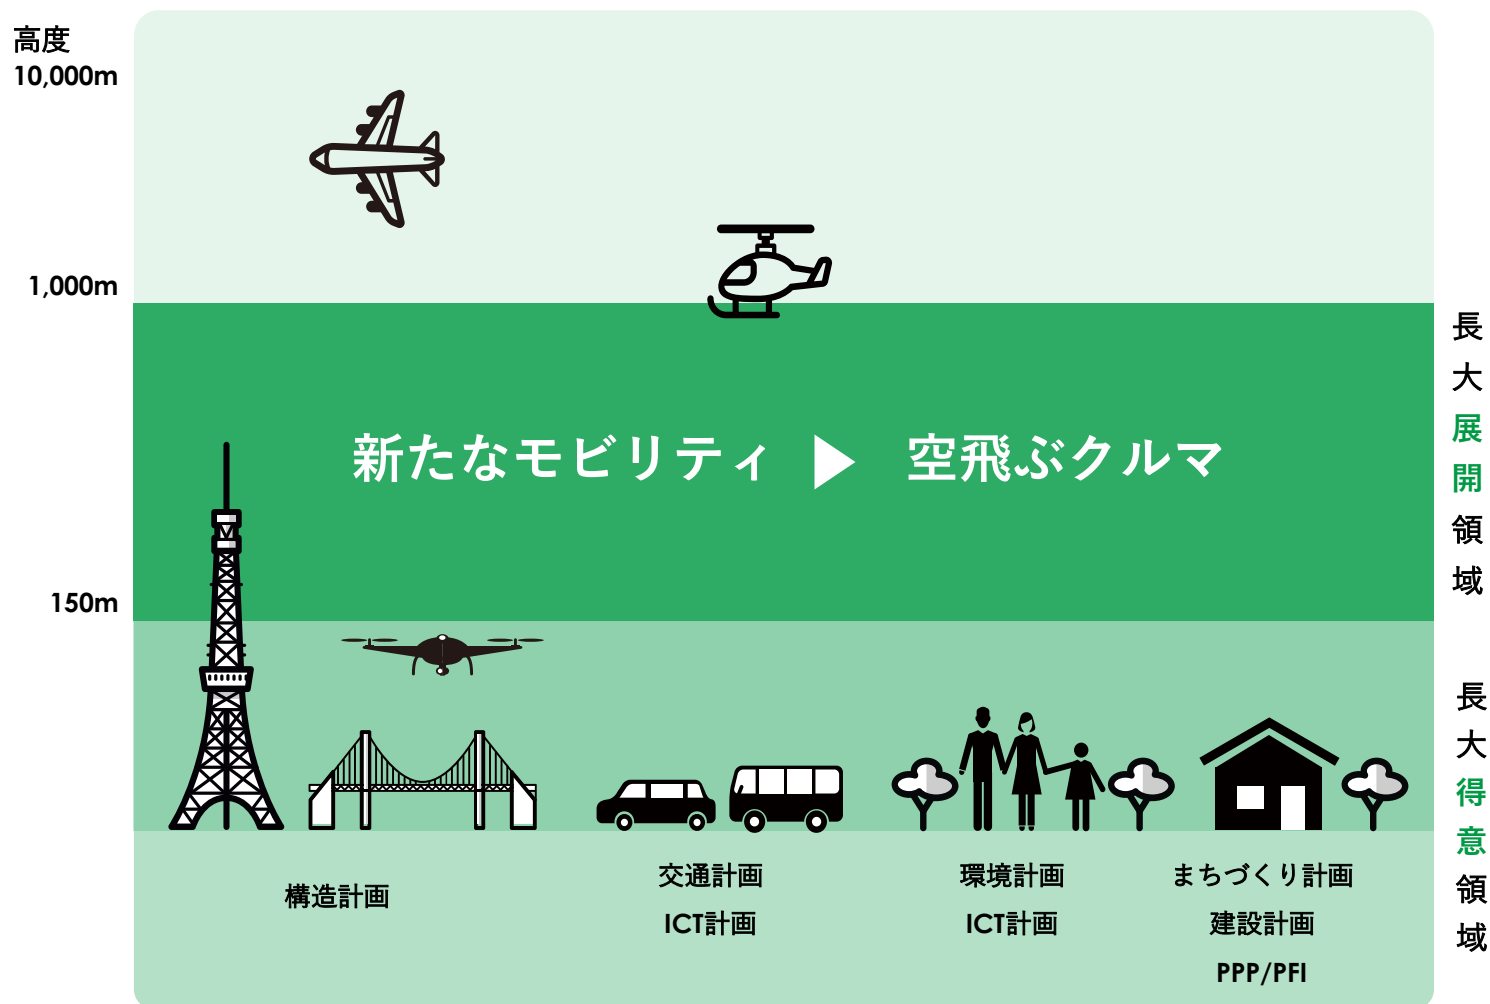 高度
10,000m
1,000m
150m
新たなモビリティ ▶ 空飛ぶクルマ
長大展開領域
長大得意領域
構造計画
交通計画
ICT計画
環境計画
ICT計画
まちづくり計画
建設計画
PPP/PFI